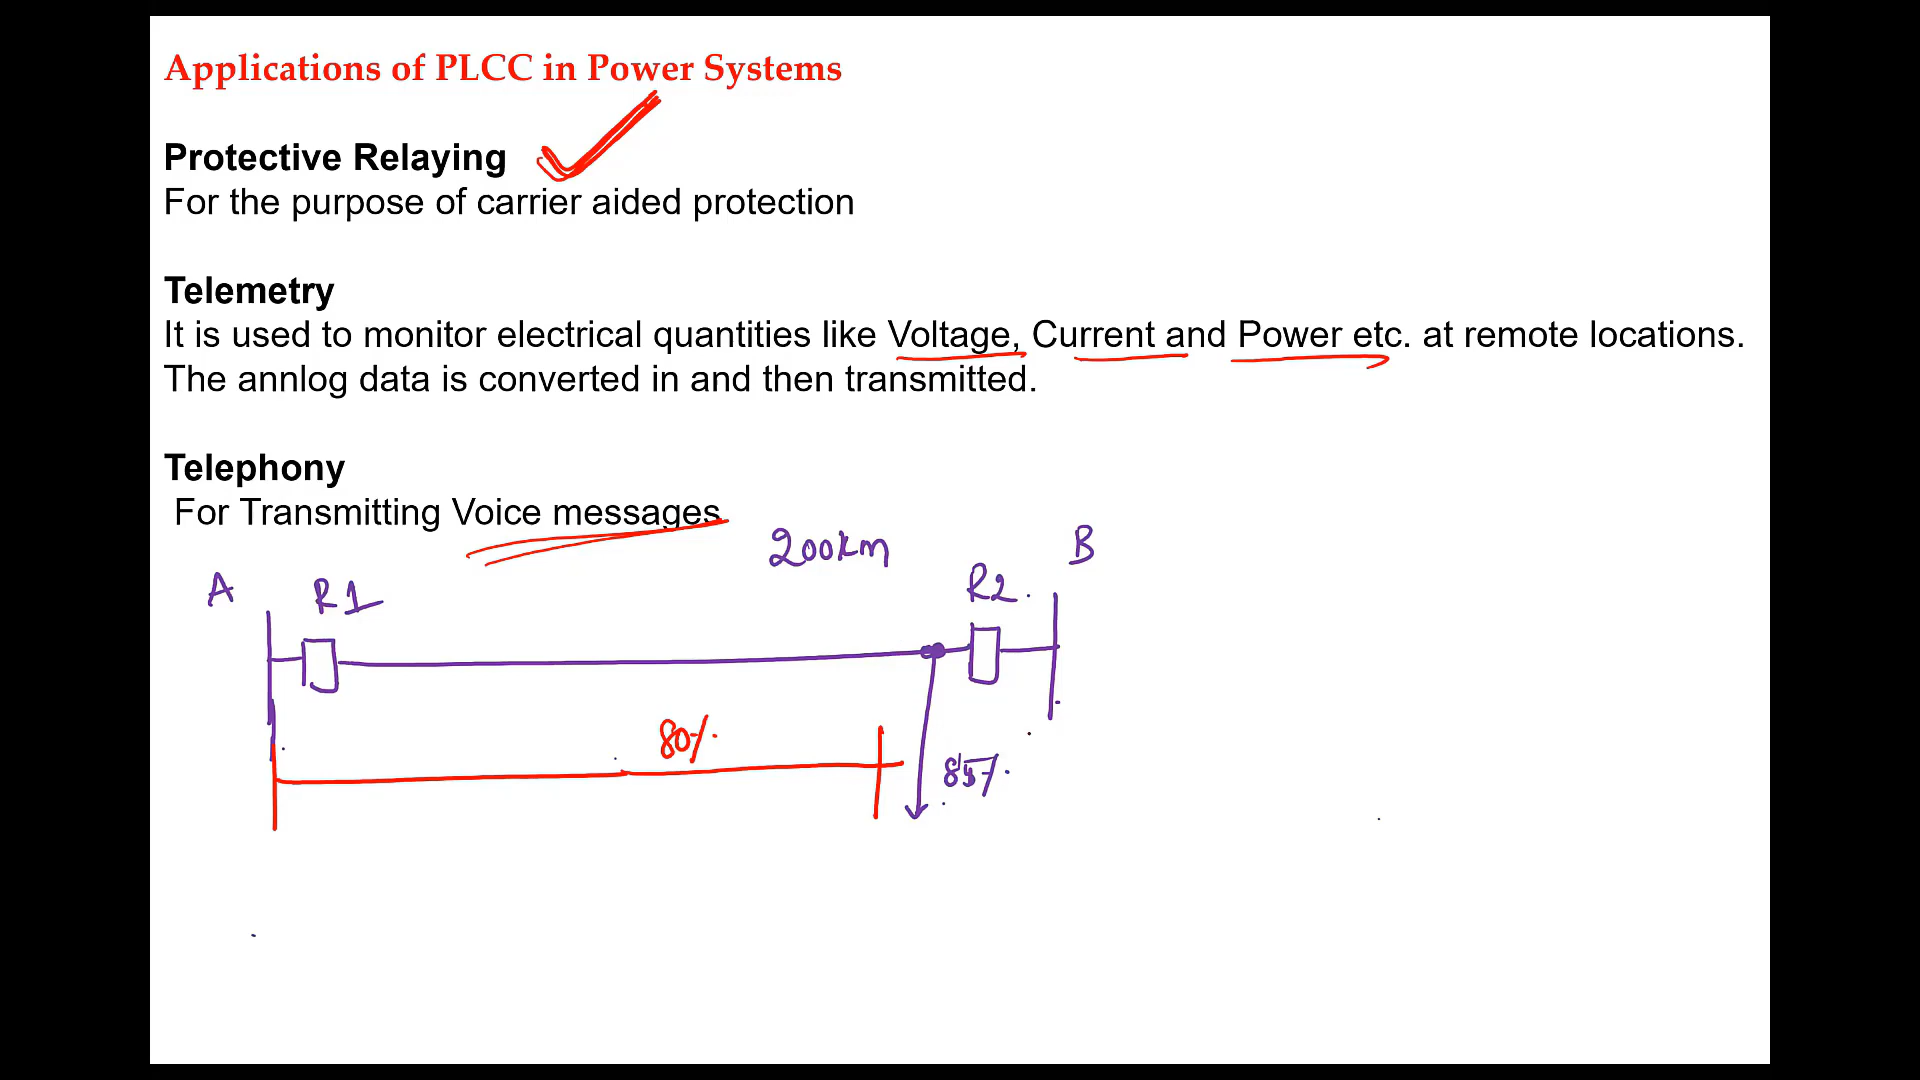 Applications of PLCC in Power Systems
Protective Relaying
For the purpose of carrier aided protection
Telemetry
It is used to monitor electrical quantities like Voltage, Current and Power etc. at remote locations.
The annlog data is converted in and then transmitted.
Telephony
For Transmitting Voice messages
200km
B
A
R1
R2
80%